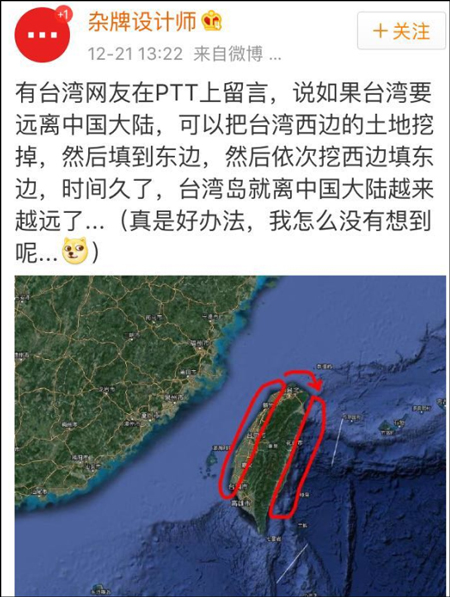 +1
杂牌设计师
12-21 13:22 来自微博 ...
+关注
有台湾网友在PTT上留言，说如果台湾要
远离中国大陆，可以把台湾西边的土地挖
掉，然后填到东边，然后依次挖西边填东
边，时间久了，台湾岛就离中国大陆越来
越远了...（真是好办法，我怎么没有想到
呢...）
高雄市